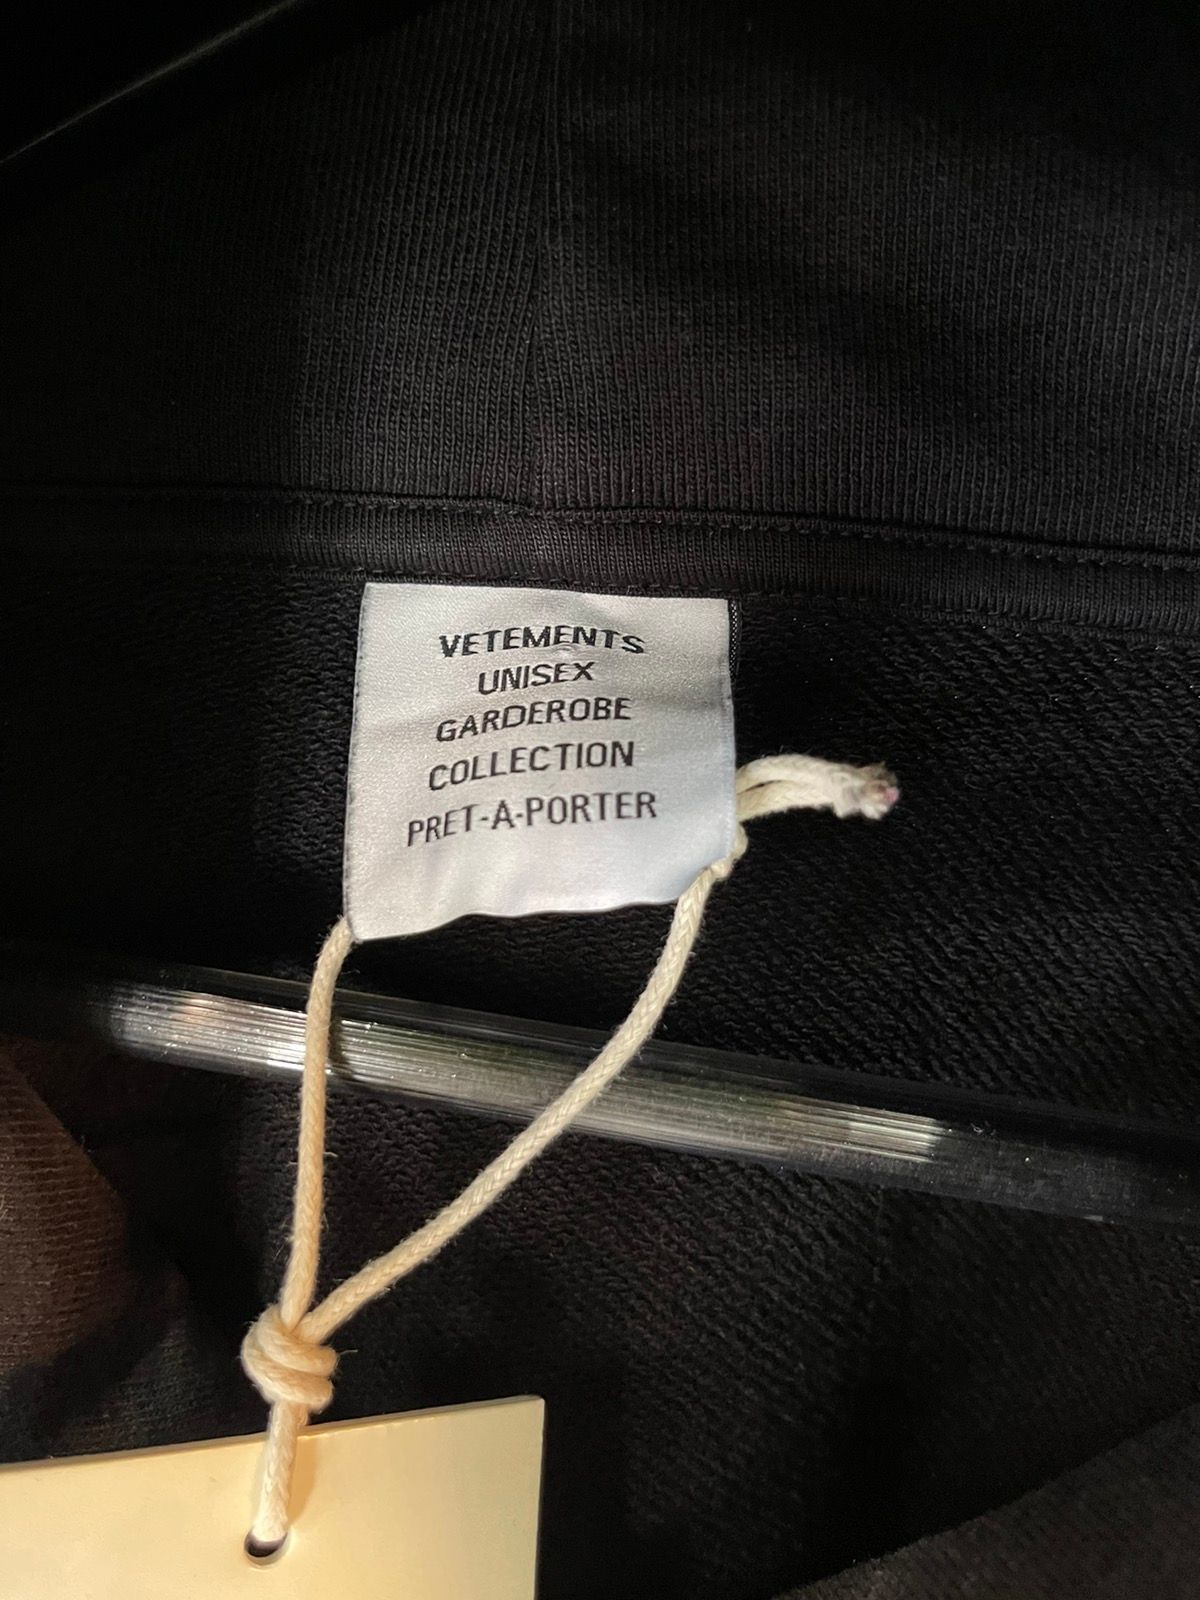 VETEMENTS
UNISEX
GARDEROBE
COLLECTION
PRET-A-PORTER